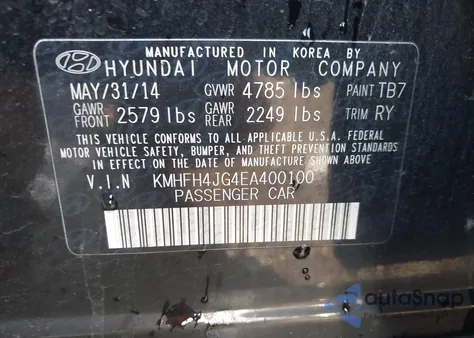 MANUFACTURED IN KOREA BY
HYUNDAI MOTOR COMPANY
MAY/31/14 GVWR 4785 lbs PAINT TB7
GAWR FRONT 2579 lbs GAWR REAR 2249 lbs TRIM RY
THIS VEHICLE CONFORMS TO ALL APPLICABLE U.S.A. FEDERAL
MOTOR VEHICLE SAFETY, BUMPER, AND THEFT PREVENTION STANDARDS
IN EFFECT ON THE DATE OF MANUFACTURE SHOWN ABOVE.
V.I.N KMHFH4JG4EA400100
PASSENGER CAR
autoSnap